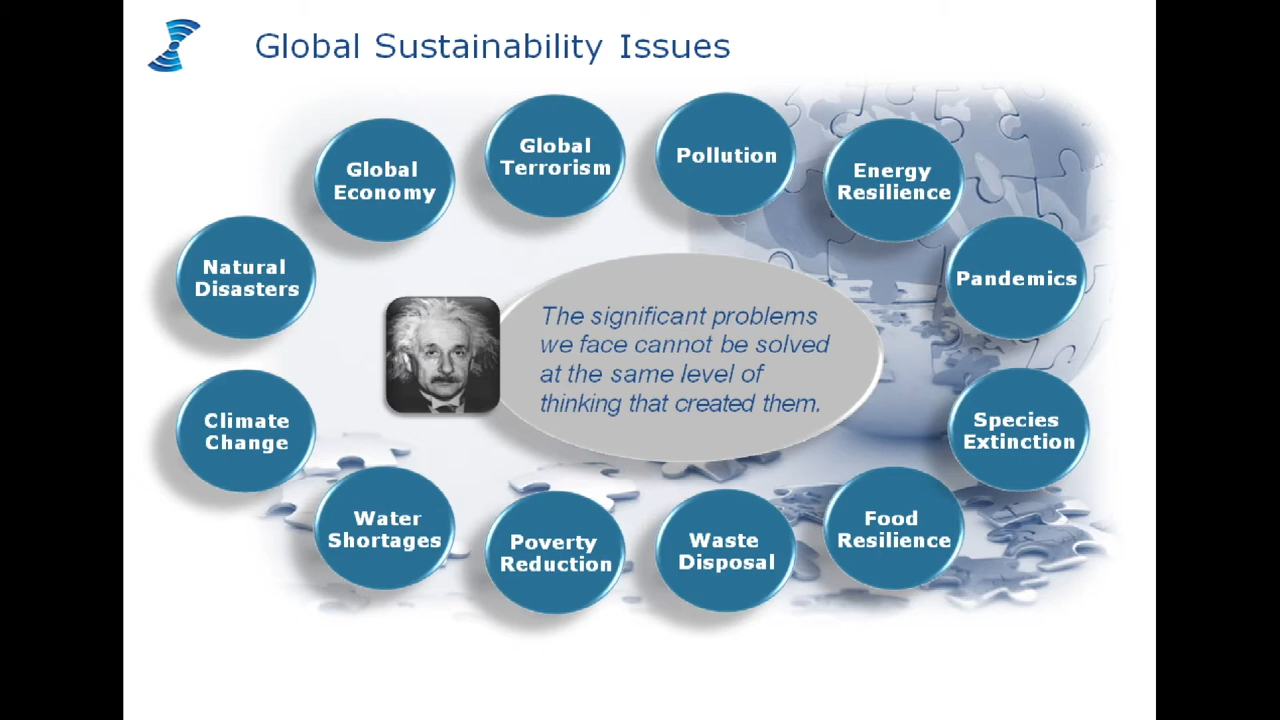 Global Sustainability Issues
Global
Terrorism
Pollution
Global
Economy
Energy
Resilience
Natural
Disasters
Pandemics
The significant problems
we face cannot be solved
at the same level of
thinking that created them.
Climate
Change
Species
Extinction
Water
Shortages
Poverty
Reduction
Waste
Disposal
Food
Resilience